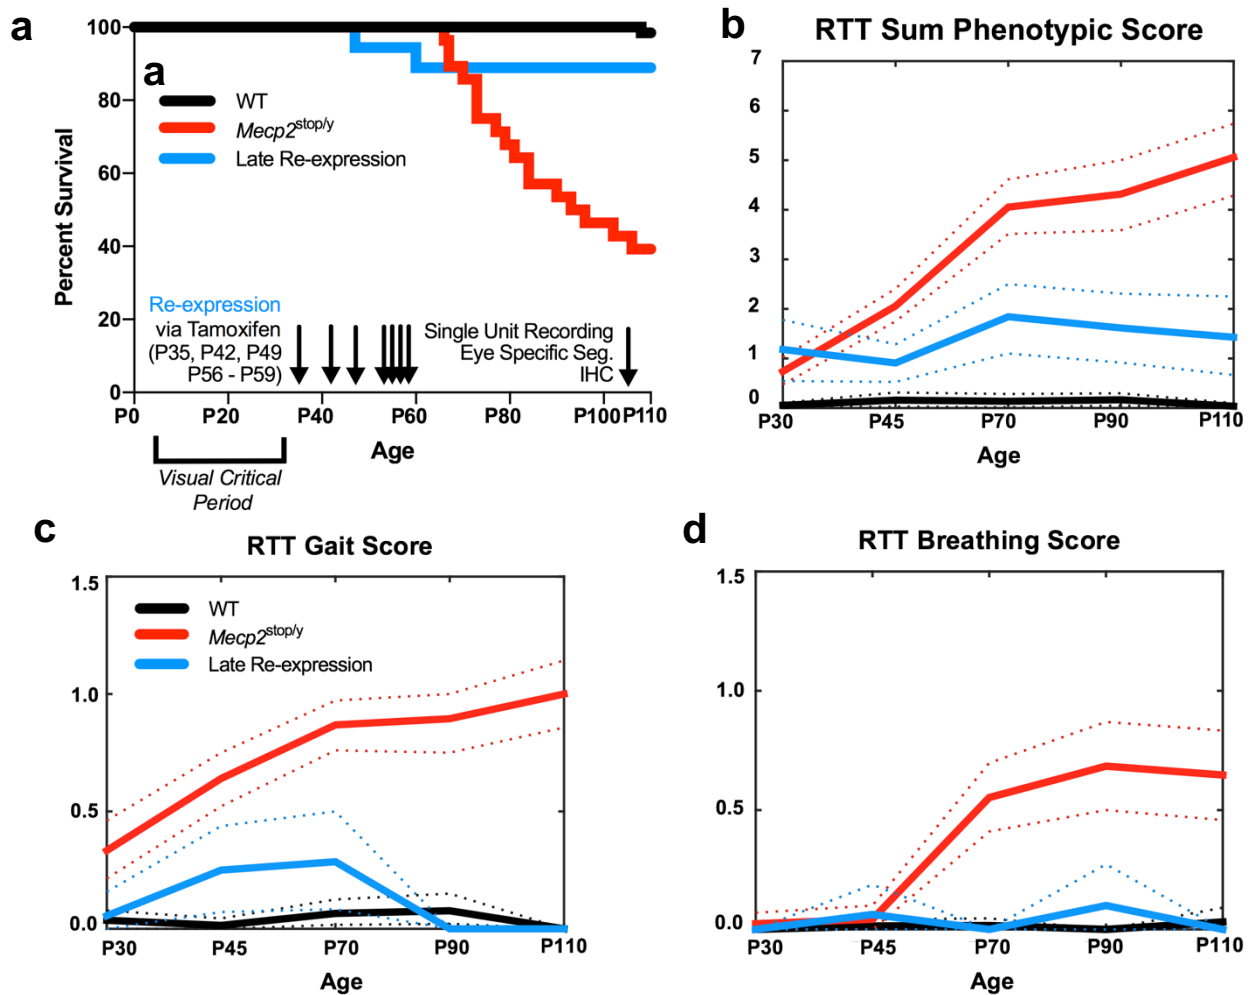 a
100
80
60
40
20
0
Percent Survival
a
WT
Mecp2stop/y
Late Re-expression
Re-expression
via Tamoxifen
(P35, P42, P49
P56 - P59)
Single Unit Recording
Eye Specific Seg.
IHC
P0 P20 P40 P60 P80 P100 P110
Age
Visual Critical
Period
b
RTT Sum Phenotypic Score
7
6
5
4
3
2
1
0
P30 P45 P70 P90 P110
Age
c
RTT Gait Score
1.5
1.0
0.5
0.0
WT
Mecp2stop/y
Late Re-expression
P30 P45 P70 P90 P110
Age
d
RTT Breathing Score
1.5
1.0
0.5
0.0
P30 P45 P70 P90 P110
Age